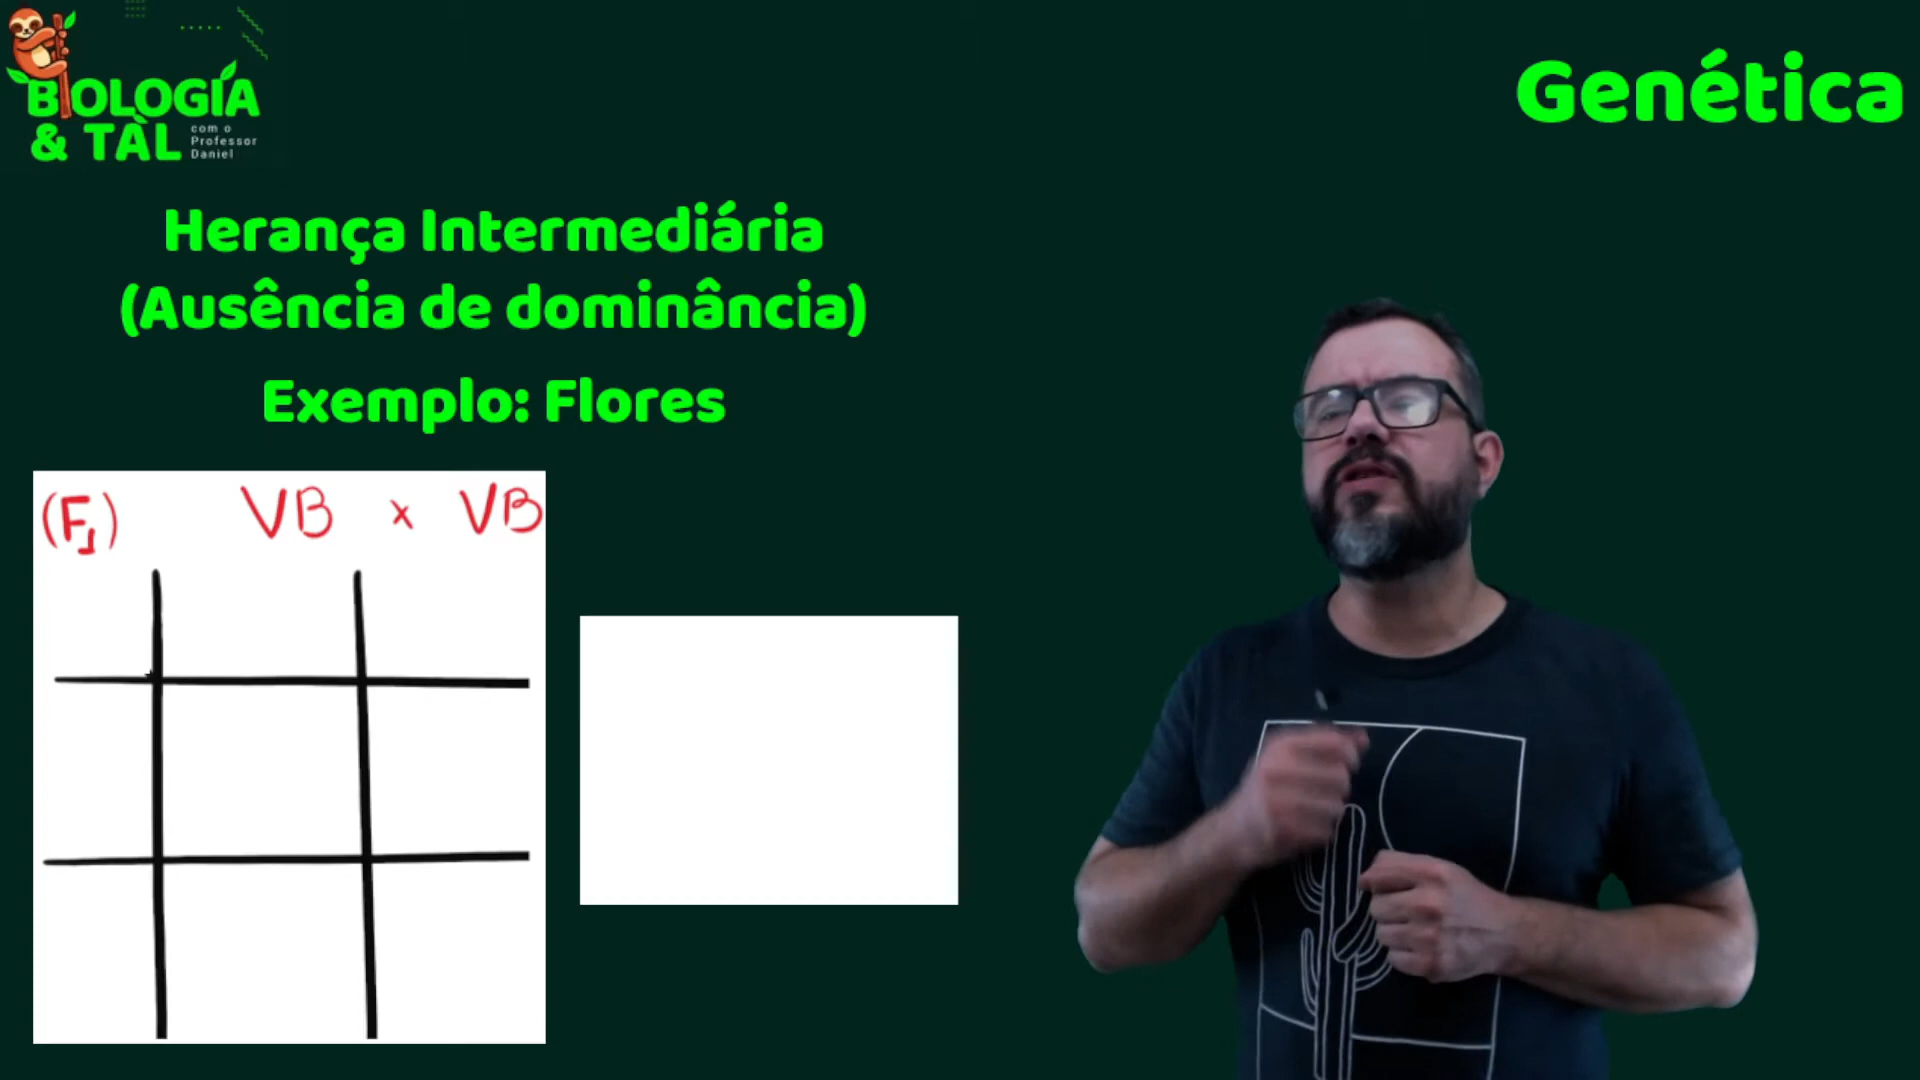 BIOLOGIA
& TAL
com o
Professor
Daniel
Genética
Herança Intermediária
(Ausência de dominância)
Exemplo: Flores
(F1) VB x VB